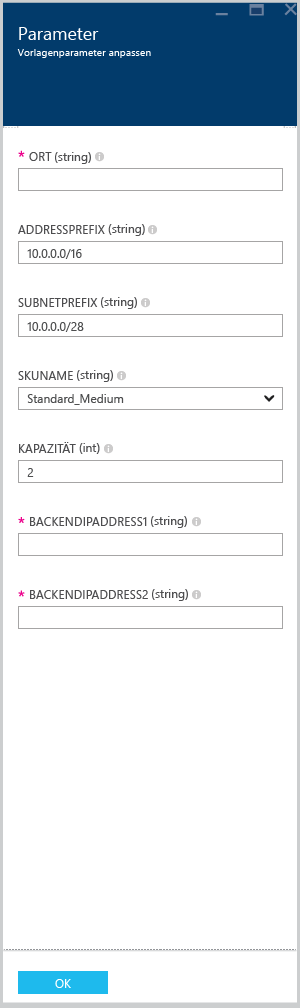 Parameter
Vorlagenparameter anpassen
* ORT (string)
ADDRESSPREFIX (string)
10.0.0.0/16
SUBNETPREFIX (string)
10.0.0.0/28
SKUNAME (string)
Standard_Medium
KAPAZITÄT (int)
2
* BACKENDIPADDRESS1 (string)
* BACKENDIPADDRESS2 (string)
OK